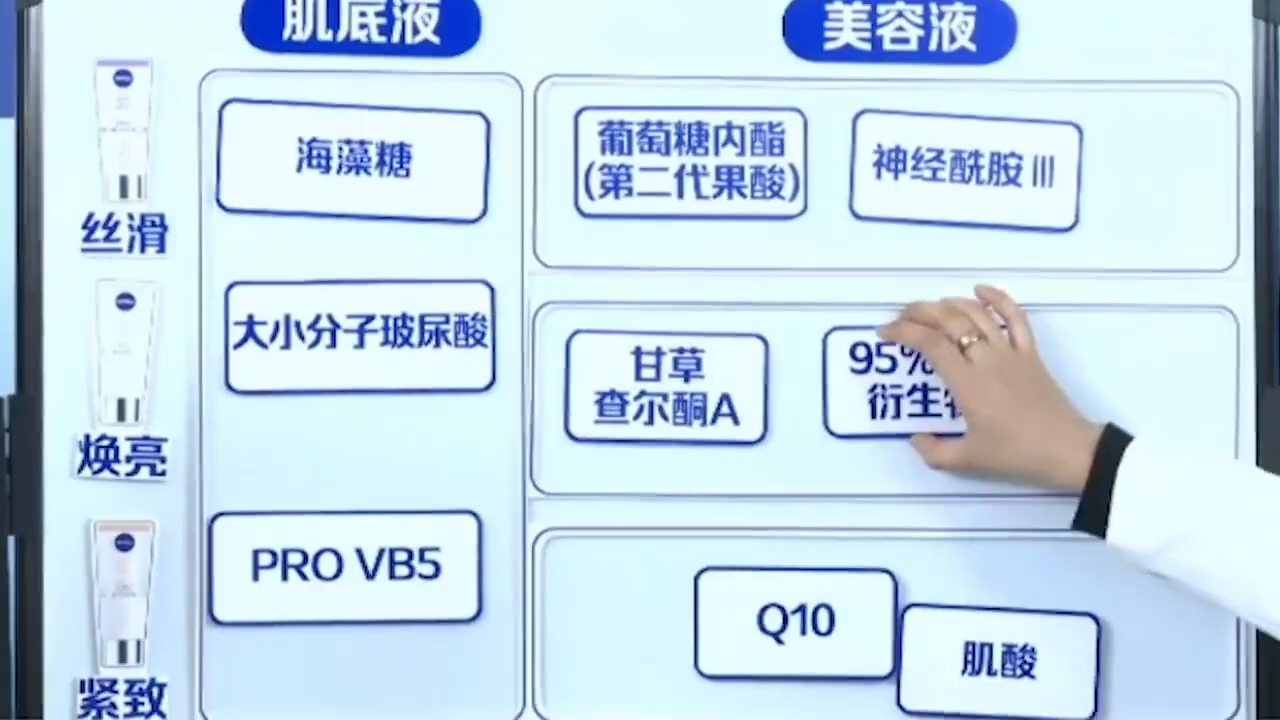 肌底液
美容液
海藻糖
葡萄糖内酯
(第二代果酸)
神经酰胺 III
丝滑
大小分子玻尿酸
甘草
查尔酮A
95%
衍生
焕亮
PRO VB5
Q10
肌酸
紧致